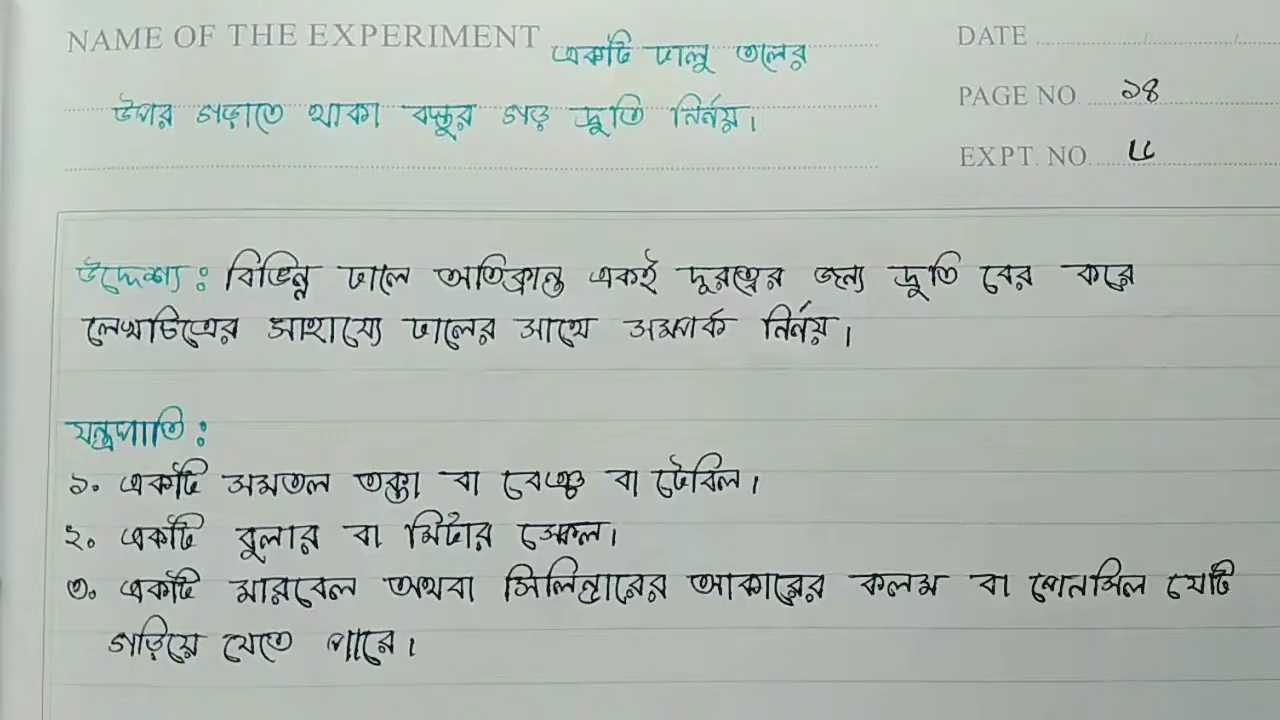 NAME OF THE EXPERIMENT একটি ঢালু তলের
উপর গড়াতে থাকা বস্তুর গড় দ্রুতি নির্ণয়।
DATE ............/............/
PAGE NO ১৪
EXPT. NO. ৮
উদ্দেশ্য: বিভিন্ন ঢালে অতিক্রান্ত একই দূরত্বের জন্য দ্রুতি বের করে
লেখচিত্রের সাহায্যে ঢালের সাথে সম্পর্ক নির্ণয়।
যন্ত্রপাতি:
১. একটি সমতল তক্তা বা বেঞ্চ বা টেবিল।
২. একটি রুলার বা মিটার স্কেল।
৩. একটি মারবেল অথবা সিলিন্ডারের আকারের কলম বা পেনসিল যেটি
গড়িয়ে যেতে পারে।